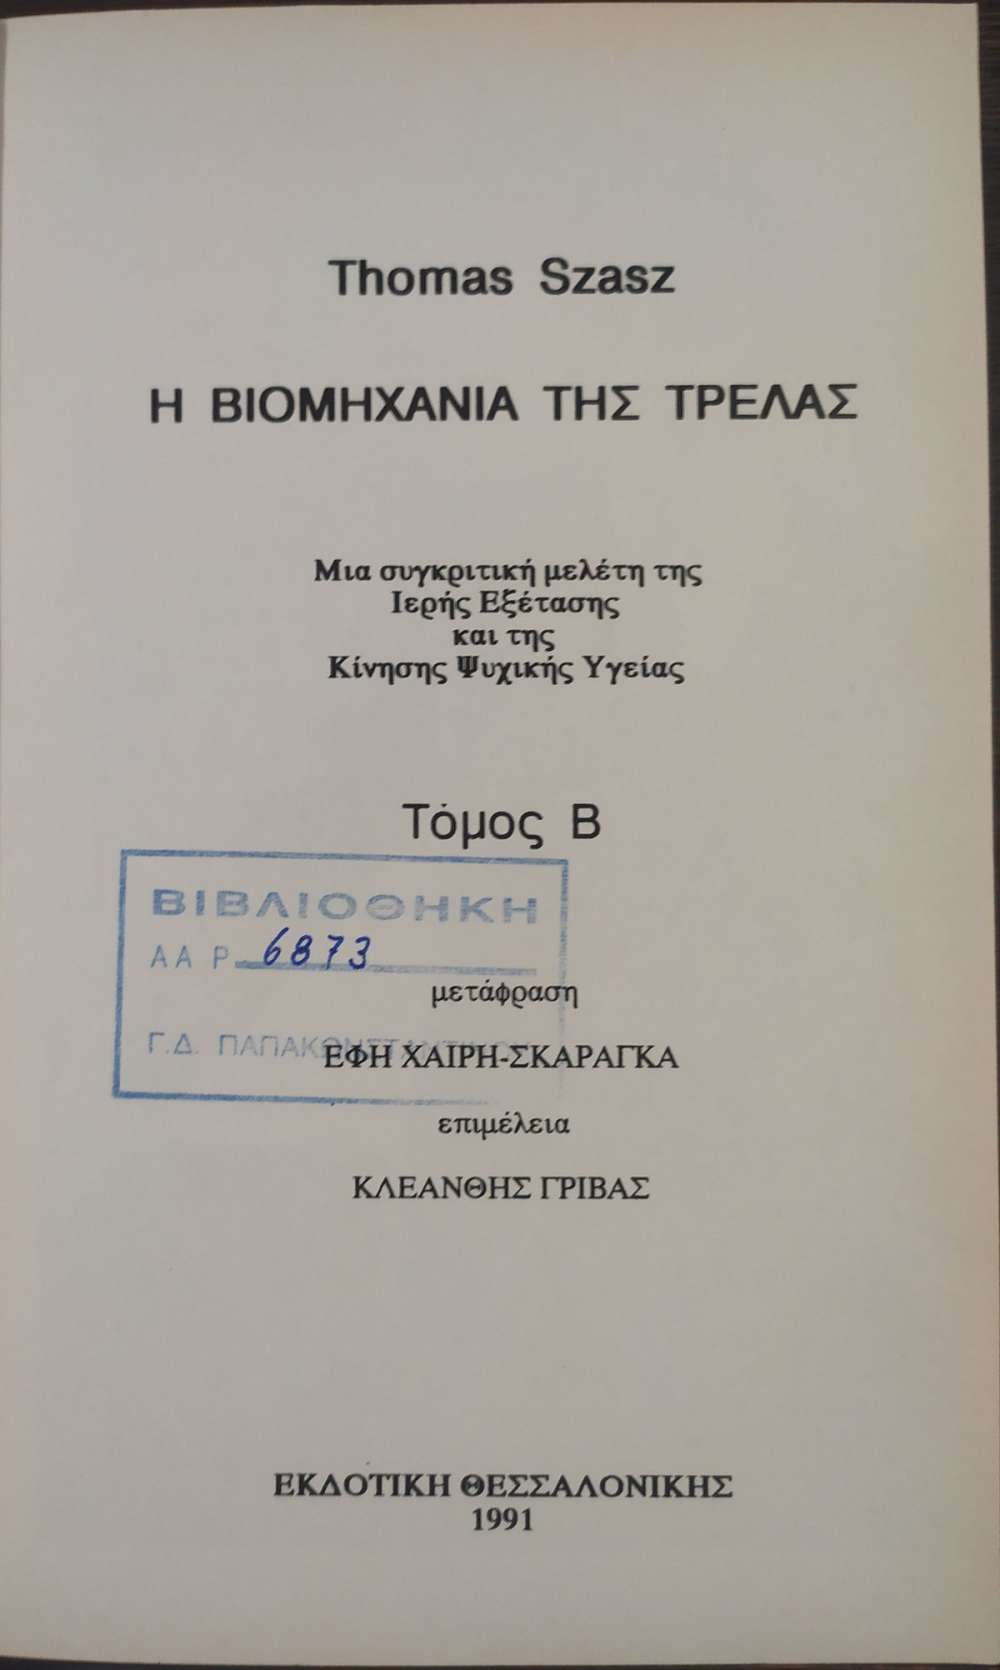 Thomas Szasz
Η ΒΙΟΜΗΧΑΝΙΑ ΤΗΣ ΤΡΕΛΑΣ
Μια συγκριτική μελέτη της
Ιερής Εξέτασης
και της
Κίνησης Ψυχικής Υγείας
Τόμος Β
ΒΙΒΛΙΟΘΗΚΗ
ΑΑ Ρ 6873
μετάφραση
Γ.Δ.
ΕΦΗ ΧΑΙΡΗ-ΣΚΑΡΑΓΚΑ
επιμέλεια
ΚΛΕΑΝΘΗΣ ΓΡΙΒΑΣ
ΕΚΔΟΤΙΚΗ ΘΕΣΣΑΛΟΝΙΚΗΣ
1991